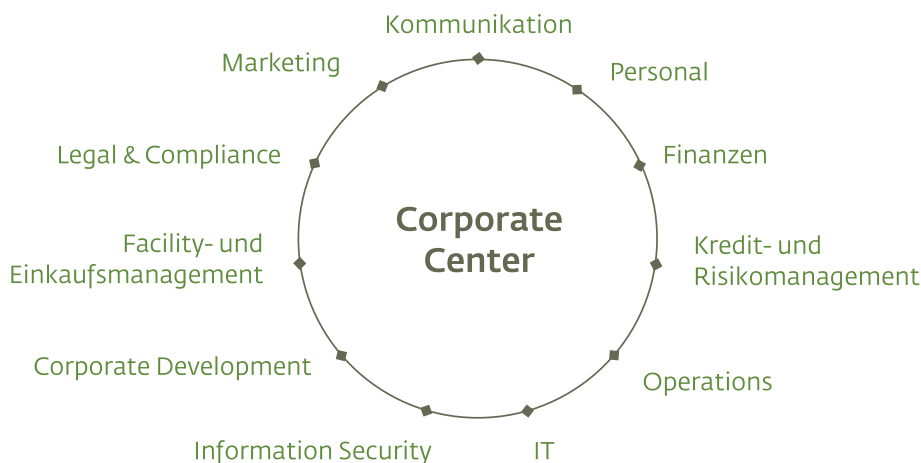 Kommunikation
Marketing
Personal
Legal & Compliance
Finanzen
Corporate
Center
Facility- und
Einkaufsmanagement
Kredit- und
Risikomanagement
Corporate Development
Operations
Information Security
IT